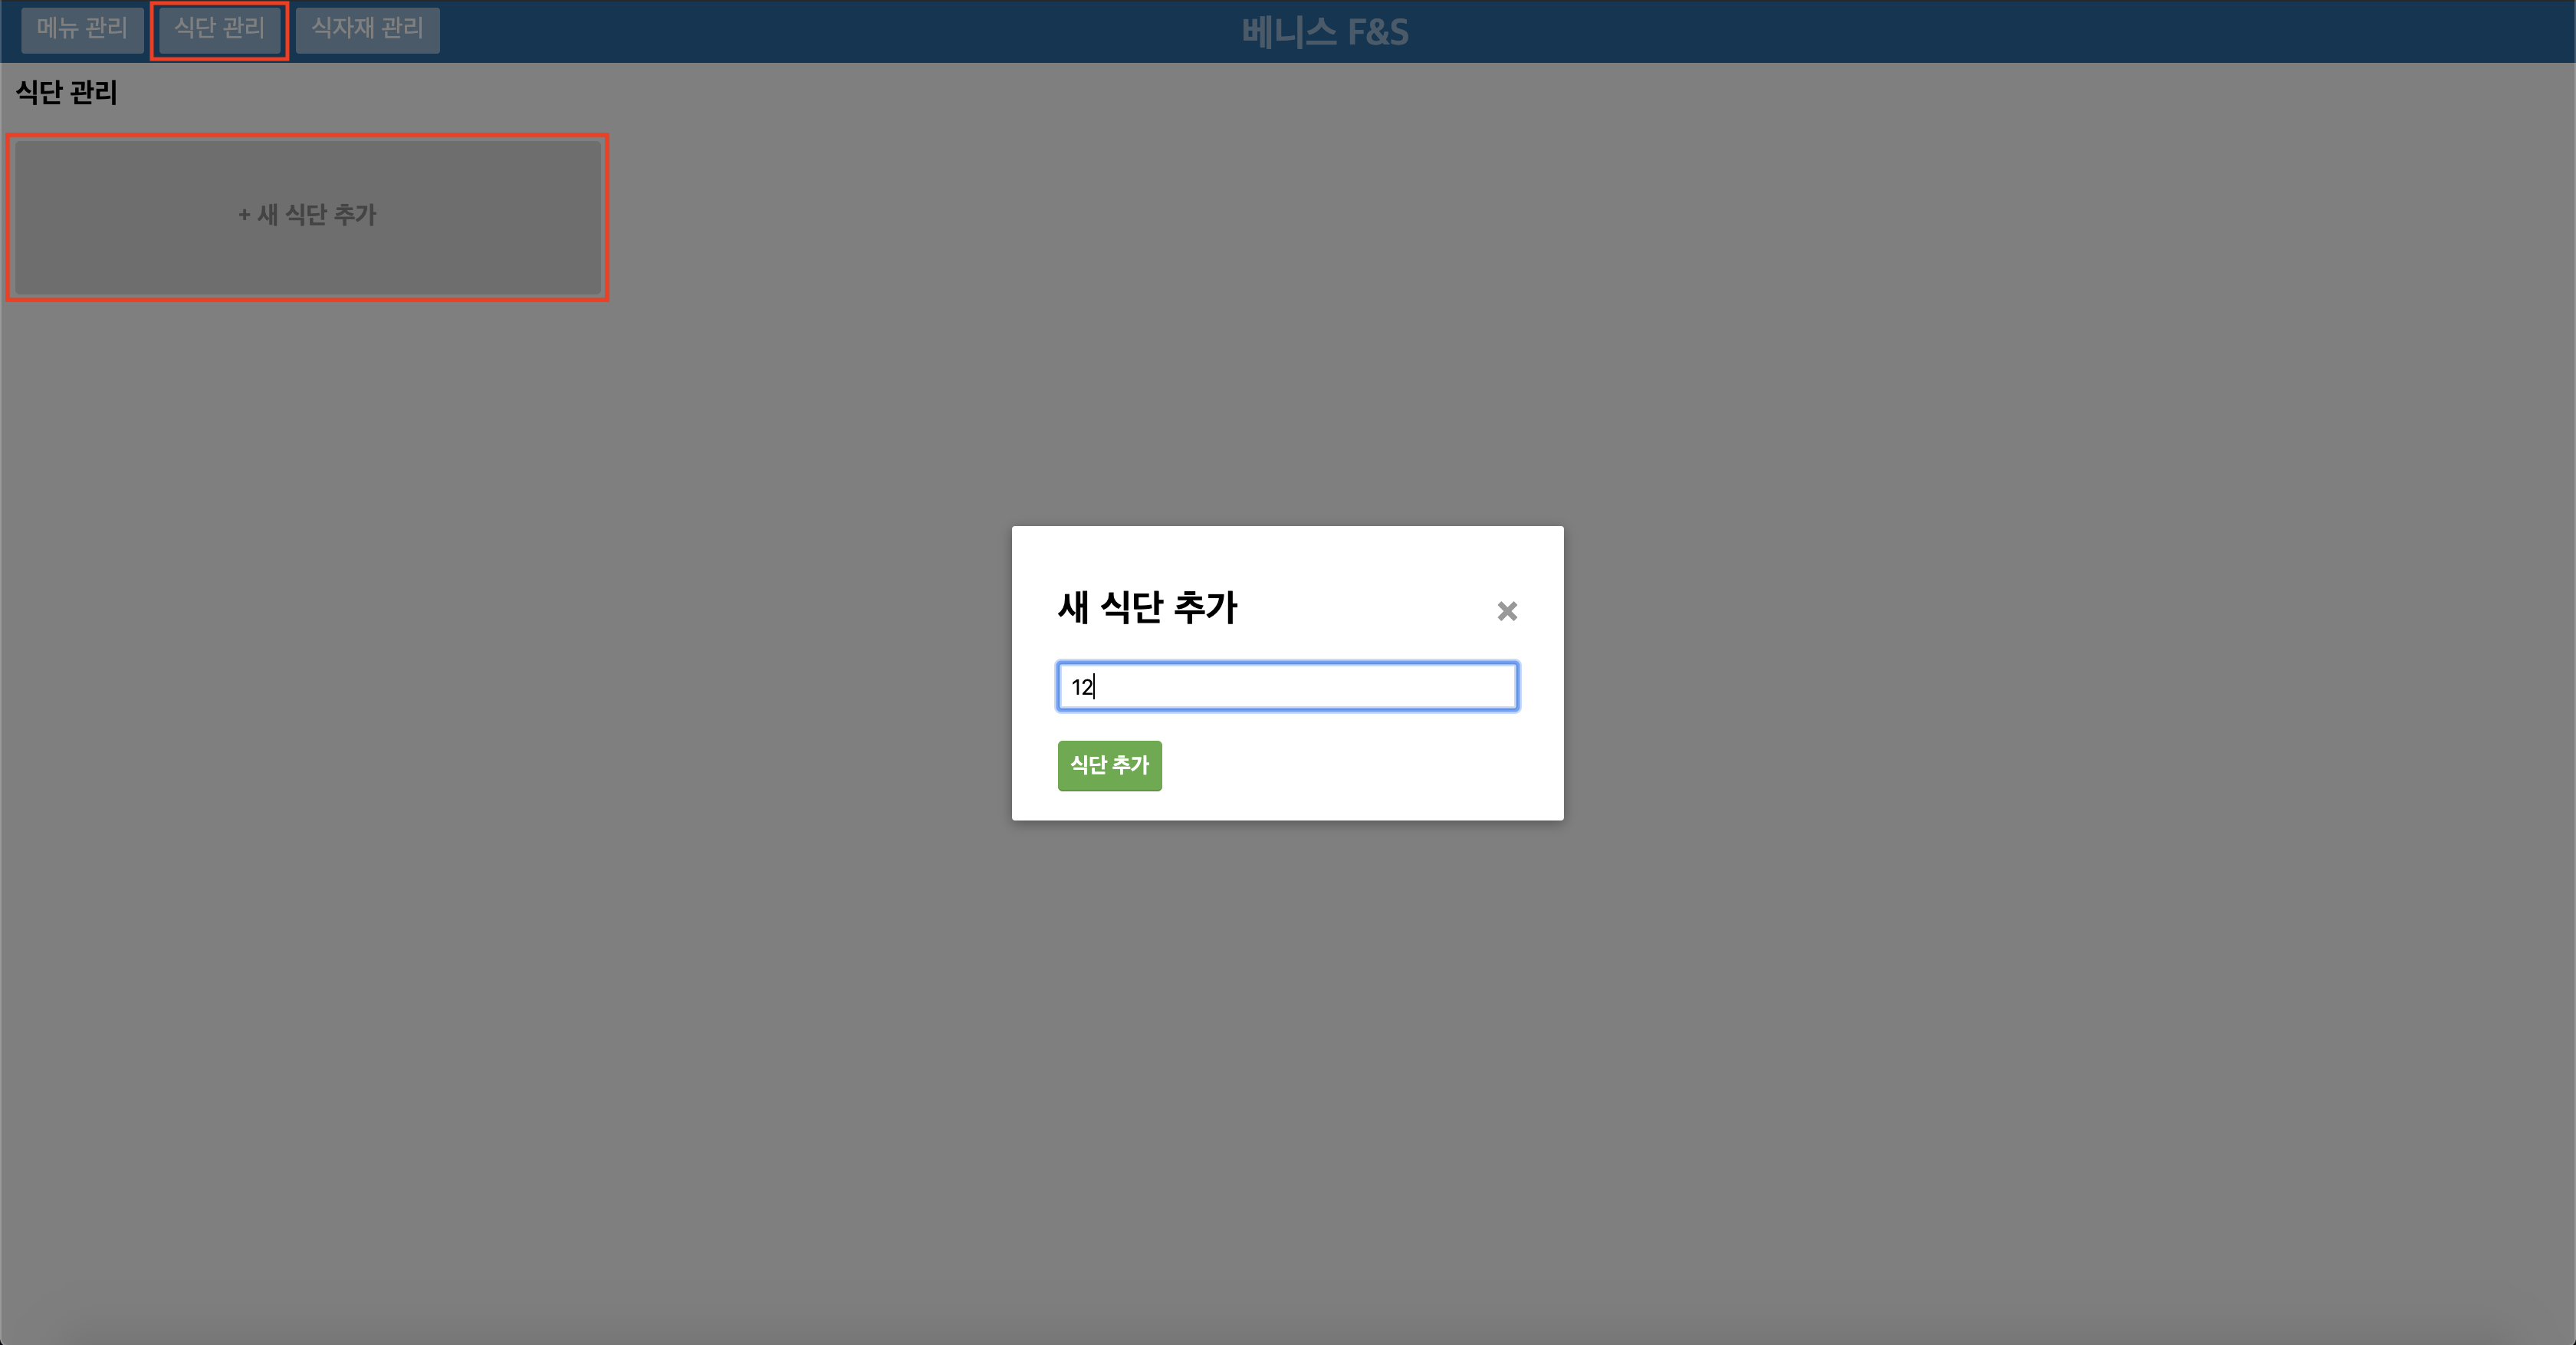 메뉴 관리 식단 관리 식자재 관리 베니스 F&S
식단 관리
+ 새 식단 추가
새 식단 추가 ×
12
식단 추가